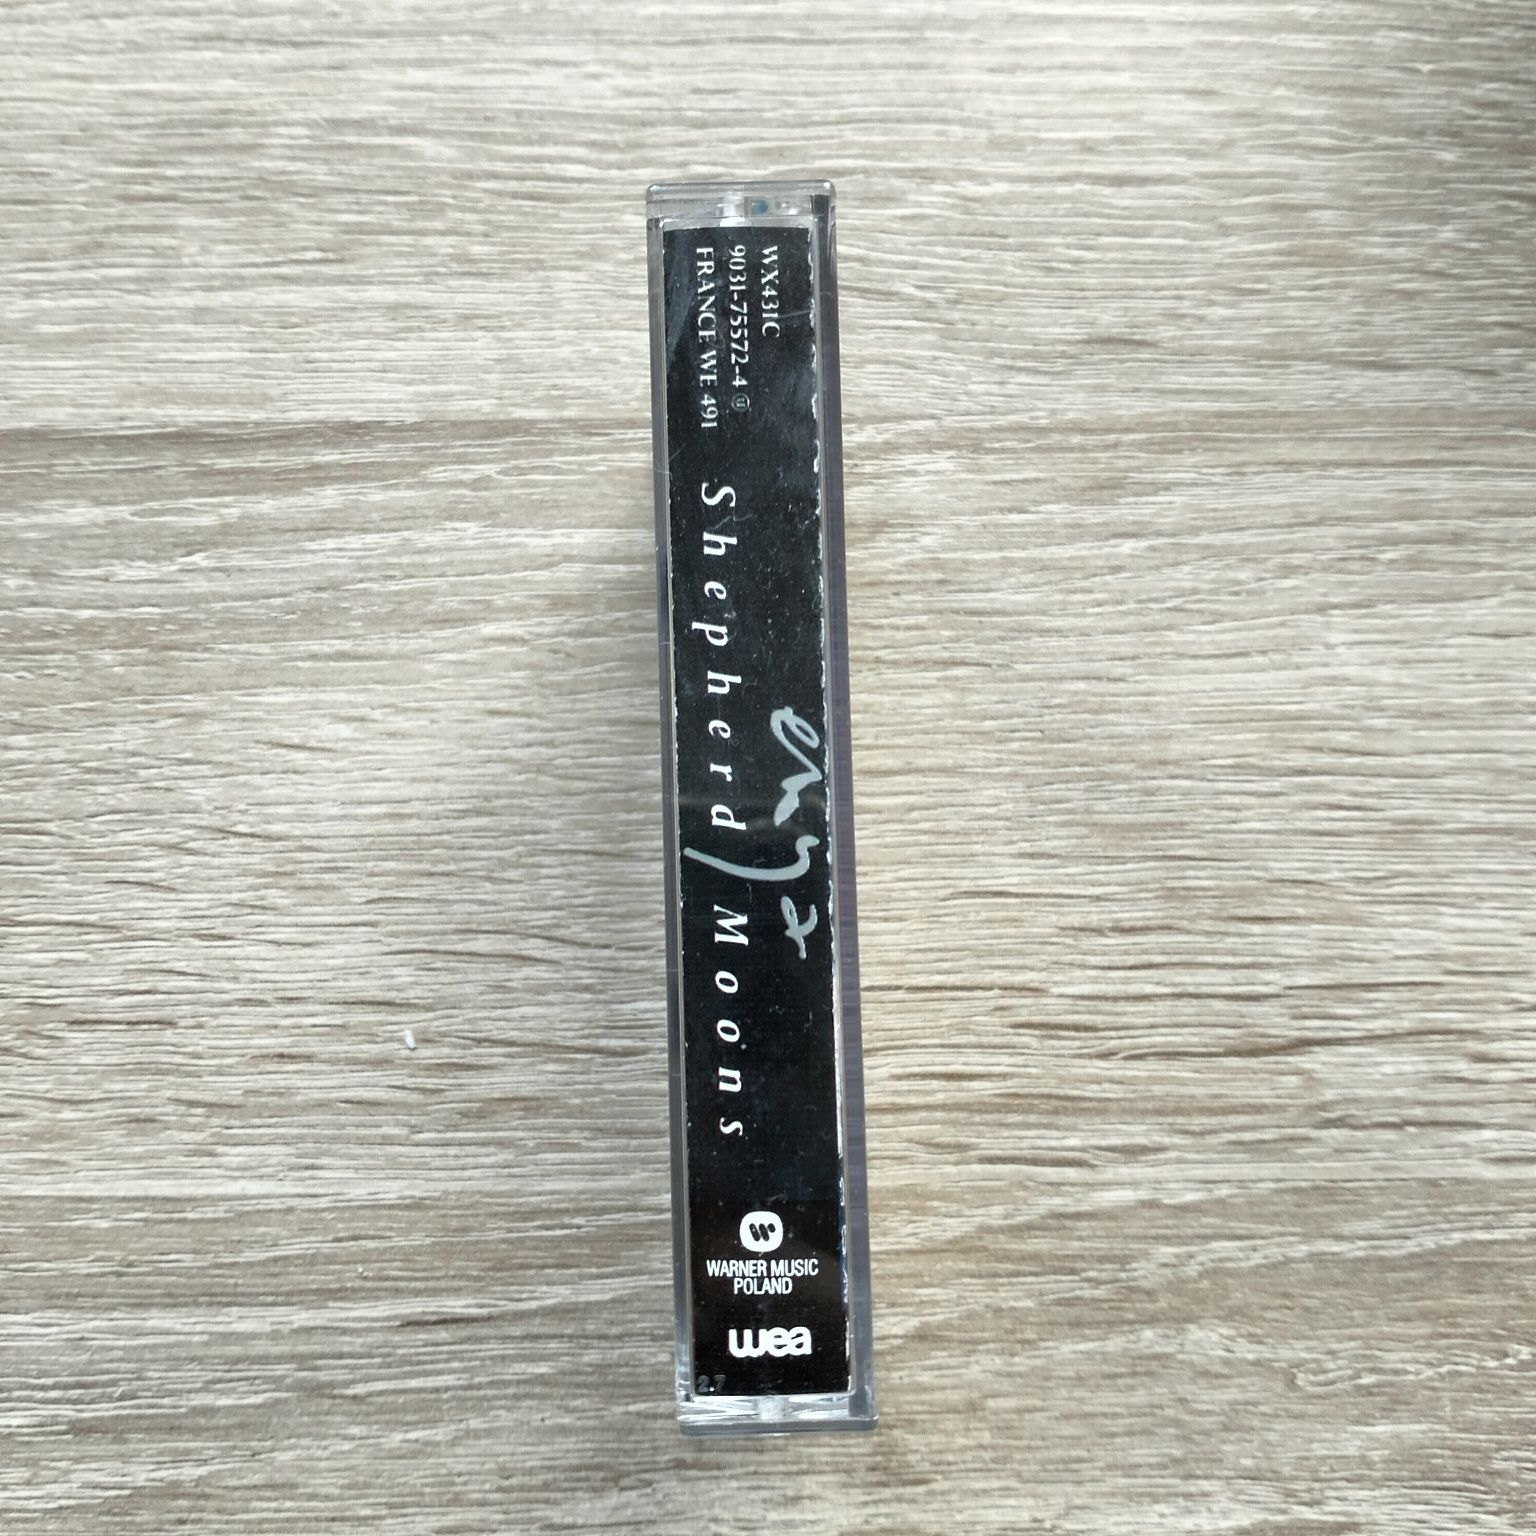 WX431C
9031-75572-4 Ⓤ
FRANCE WE 491
enya
Shepherd Moons
WARNER MUSIC
POLAND
wea
2.7